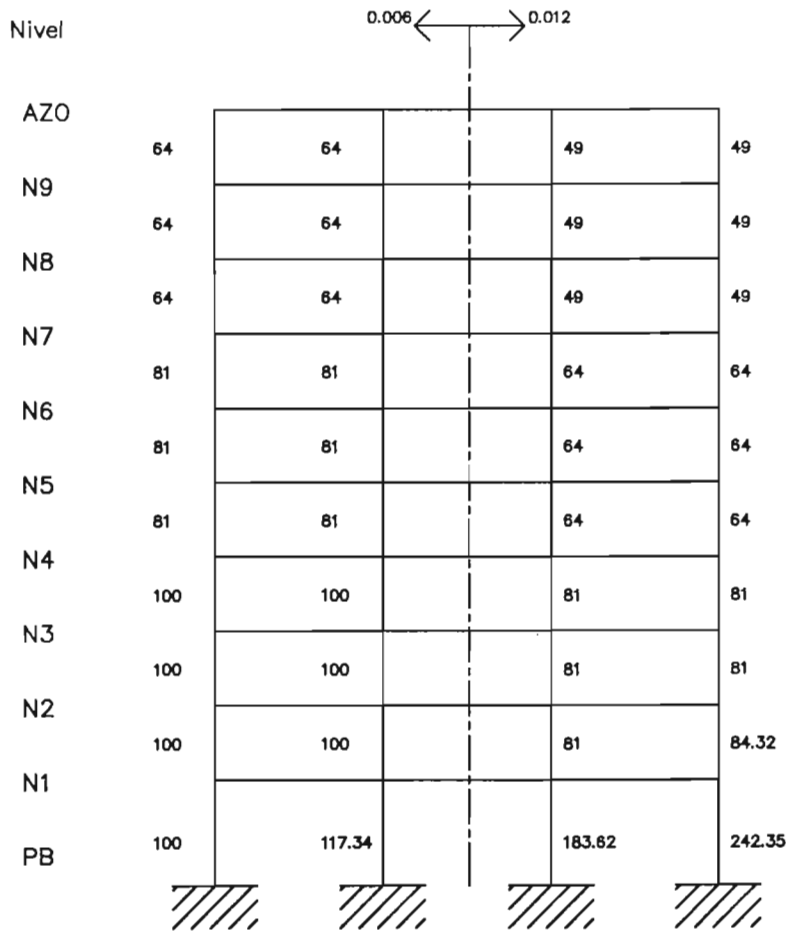 Nivel 0.006 0.012
AZO
64 64 49 49
N9
64 64 49 49
N8
64 64 49 49
N7
81 81 64 64
N6
81 81 64 64
N5
81 81 64 64
N4
100 100 81 81
N3
100 100 81 81
N2
100 100 81 84.32
N1
100 117.34 183.62 242.35
PB